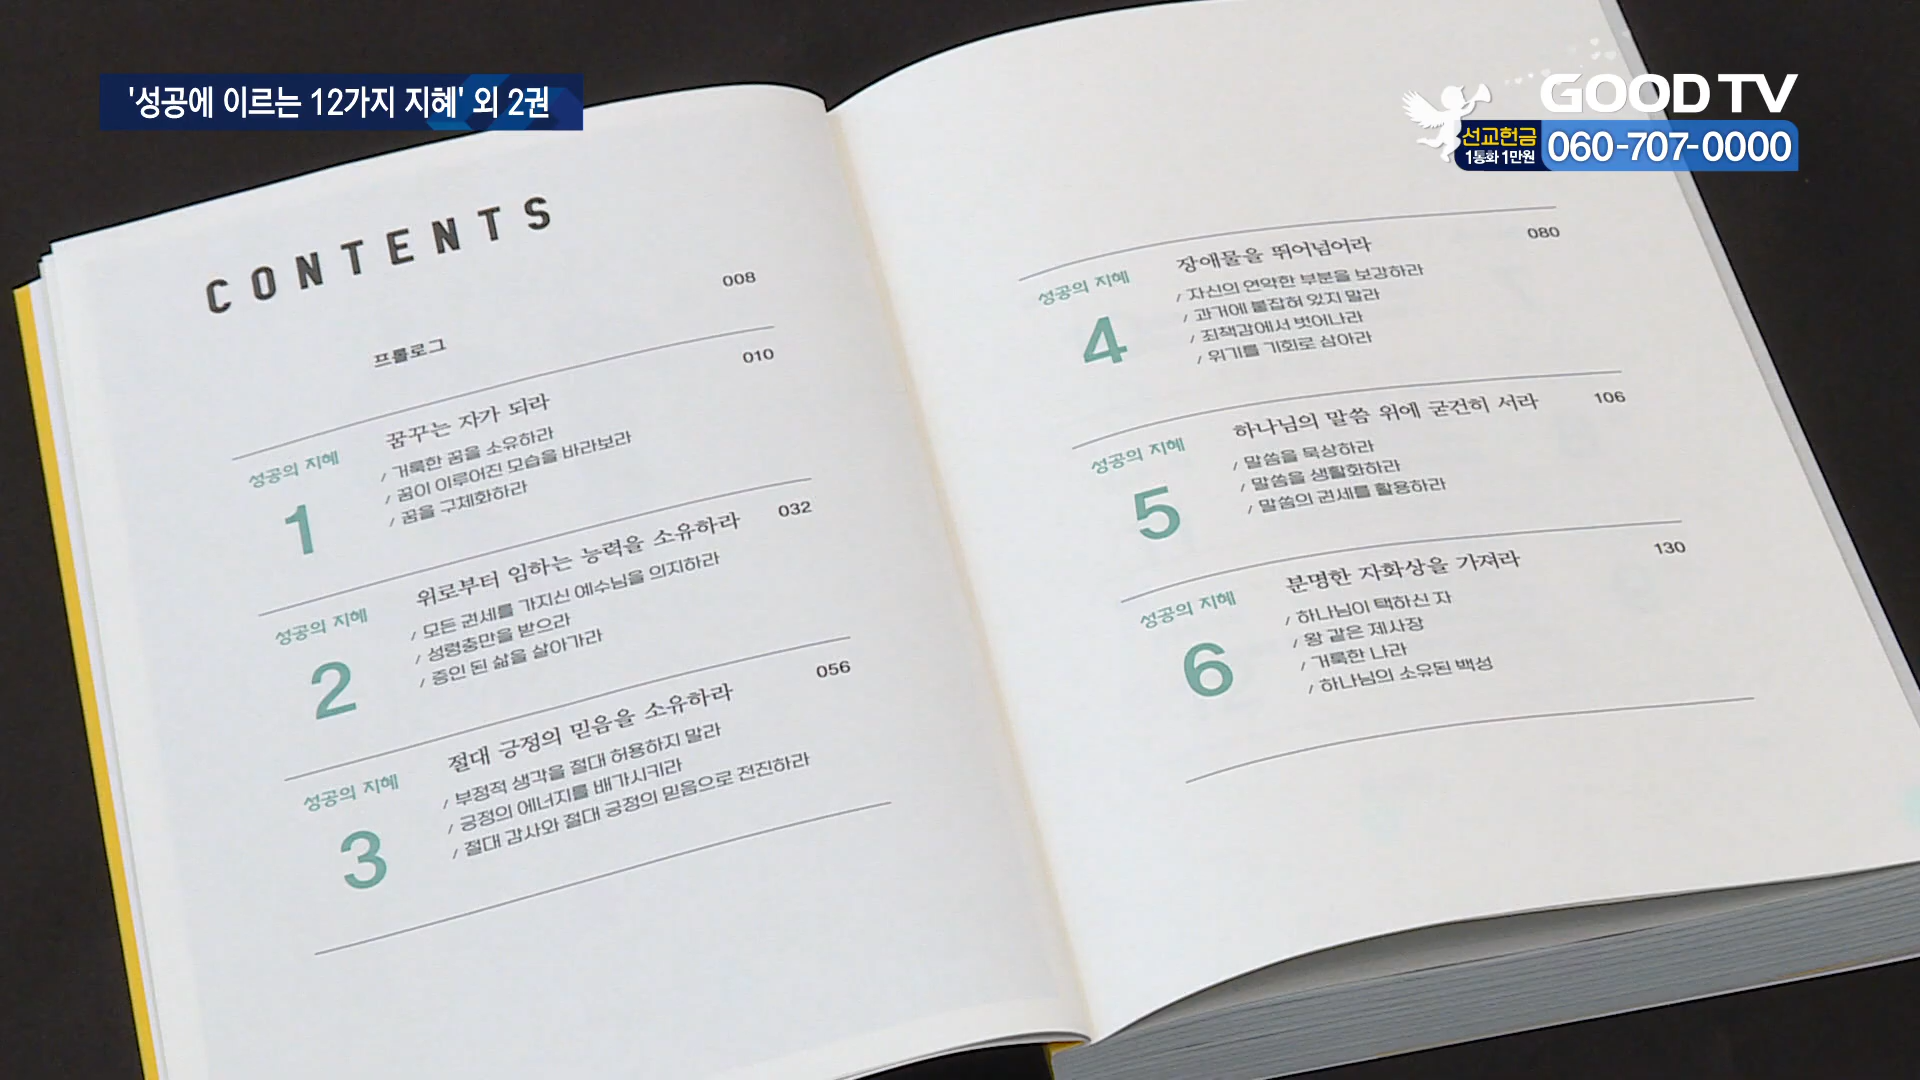 '성공에 이르는 12가지 지혜' 외 2권
GOOD TV
선교헌금
1통화 1만원
060-707-0000
CONTENTS
프롤로그 008
성공의 지혜 1
꿈꾸는 자가 되라 010
/ 거룩한 꿈을 소유하라
/ 꿈이 이루어진 모습을 바라보라
/ 꿈을 구체화하라
성공의 지혜 2
위로부터 임하는 능력을 소유하라 032
/ 모든 권세를 가지신 예수님을 의지하라
/ 성령충만을 받으라
/ 증인 된 삶을 살아가라
성공의 지혜 3
절대 긍정의 믿음을 소유하라 056
/ 부정적 생각을 절대 허용하지 말라
/ 긍정의 에너지를 배가시키라
/ 절대 감사와 절대 긍정의 믿음으로 전진하라
성공의 지혜 4
장애물을 뛰어넘어라 080
/ 자신의 연약한 부분을 보강하라
/ 과거에 붙잡혀 있지 말라
/ 죄책감에서 벗어나라
/ 위기를 기회로 삼아라
성공의 지혜 5
하나님의 말씀 위에 굳건히 서라 106
/ 말씀을 묵상하라
/ 말씀을 생활화하라
/ 말씀의 권세를 활용하라
성공의 지혜 6
분명한 자화상을 가져라 130
/ 하나님이 택하신 자
/ 왕 같은 제사장
/ 거룩한 나라
/ 하나님의 소유된 백성